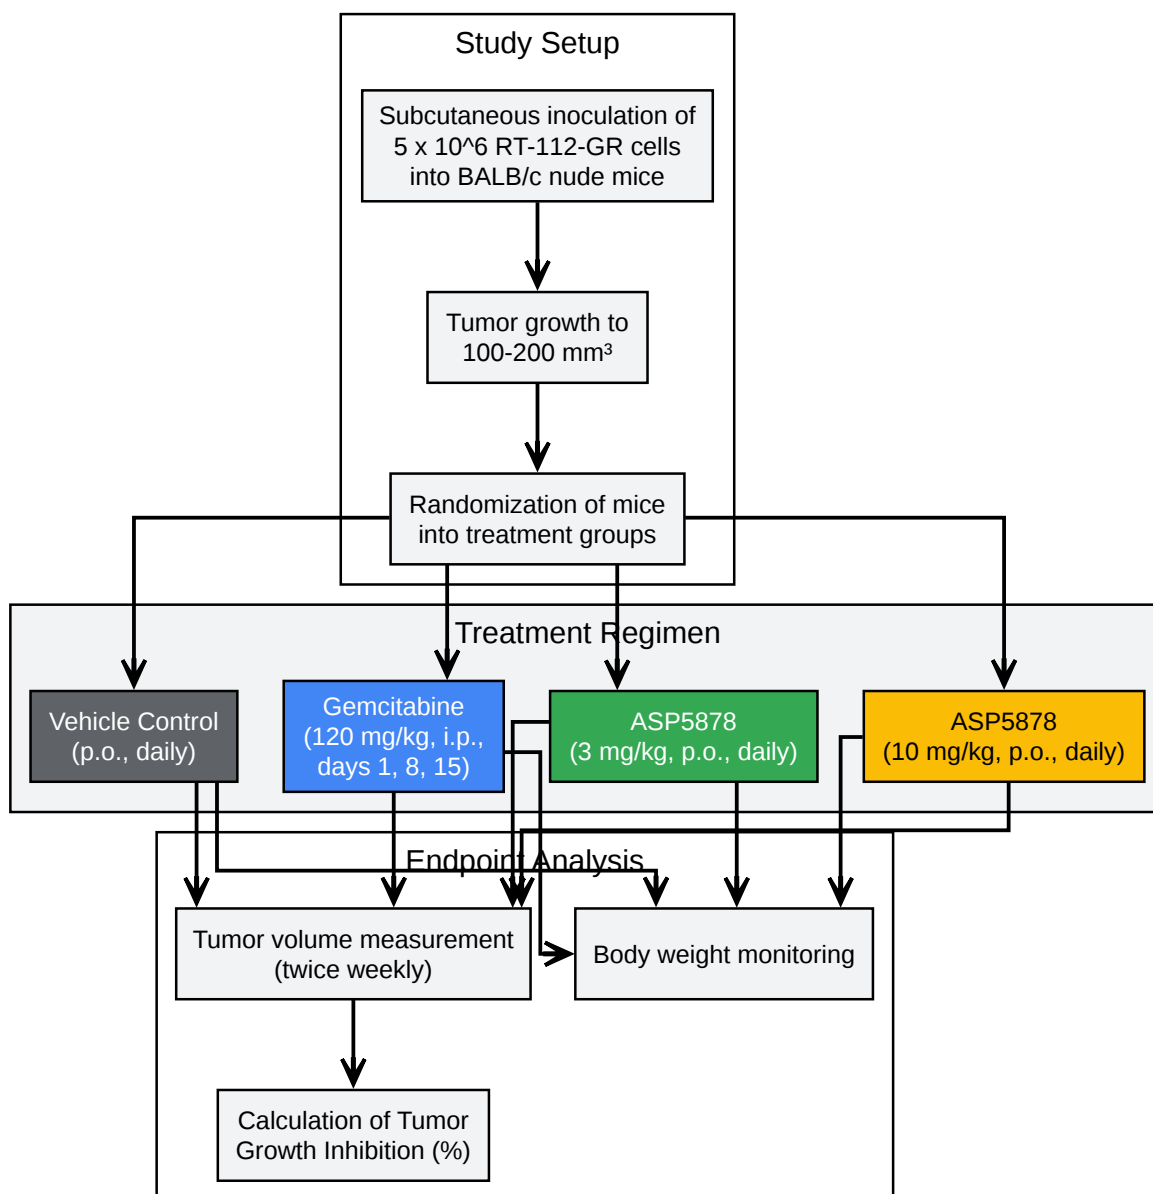 Study Setup
Subcutaneous inoculation of
5 x 10^6 RT-112-GR cells
into BALB/c nude mice
Tumor growth to
100-200 mm³
Randomization of mice
into treatment groups
Treatment Regimen
Vehicle Control
(p.o., daily)
Gemcitabine
(120 mg/kg, i.p.,
days 1, 8, 15)
ASP5878
(3 mg/kg, p.o., daily)
ASP5878
(10 mg/kg, p.o., daily)
Endpoint Analysis
Tumor volume measurement
(twice weekly)
Body weight monitoring
Calculation of Tumor
Growth Inhibition (%)